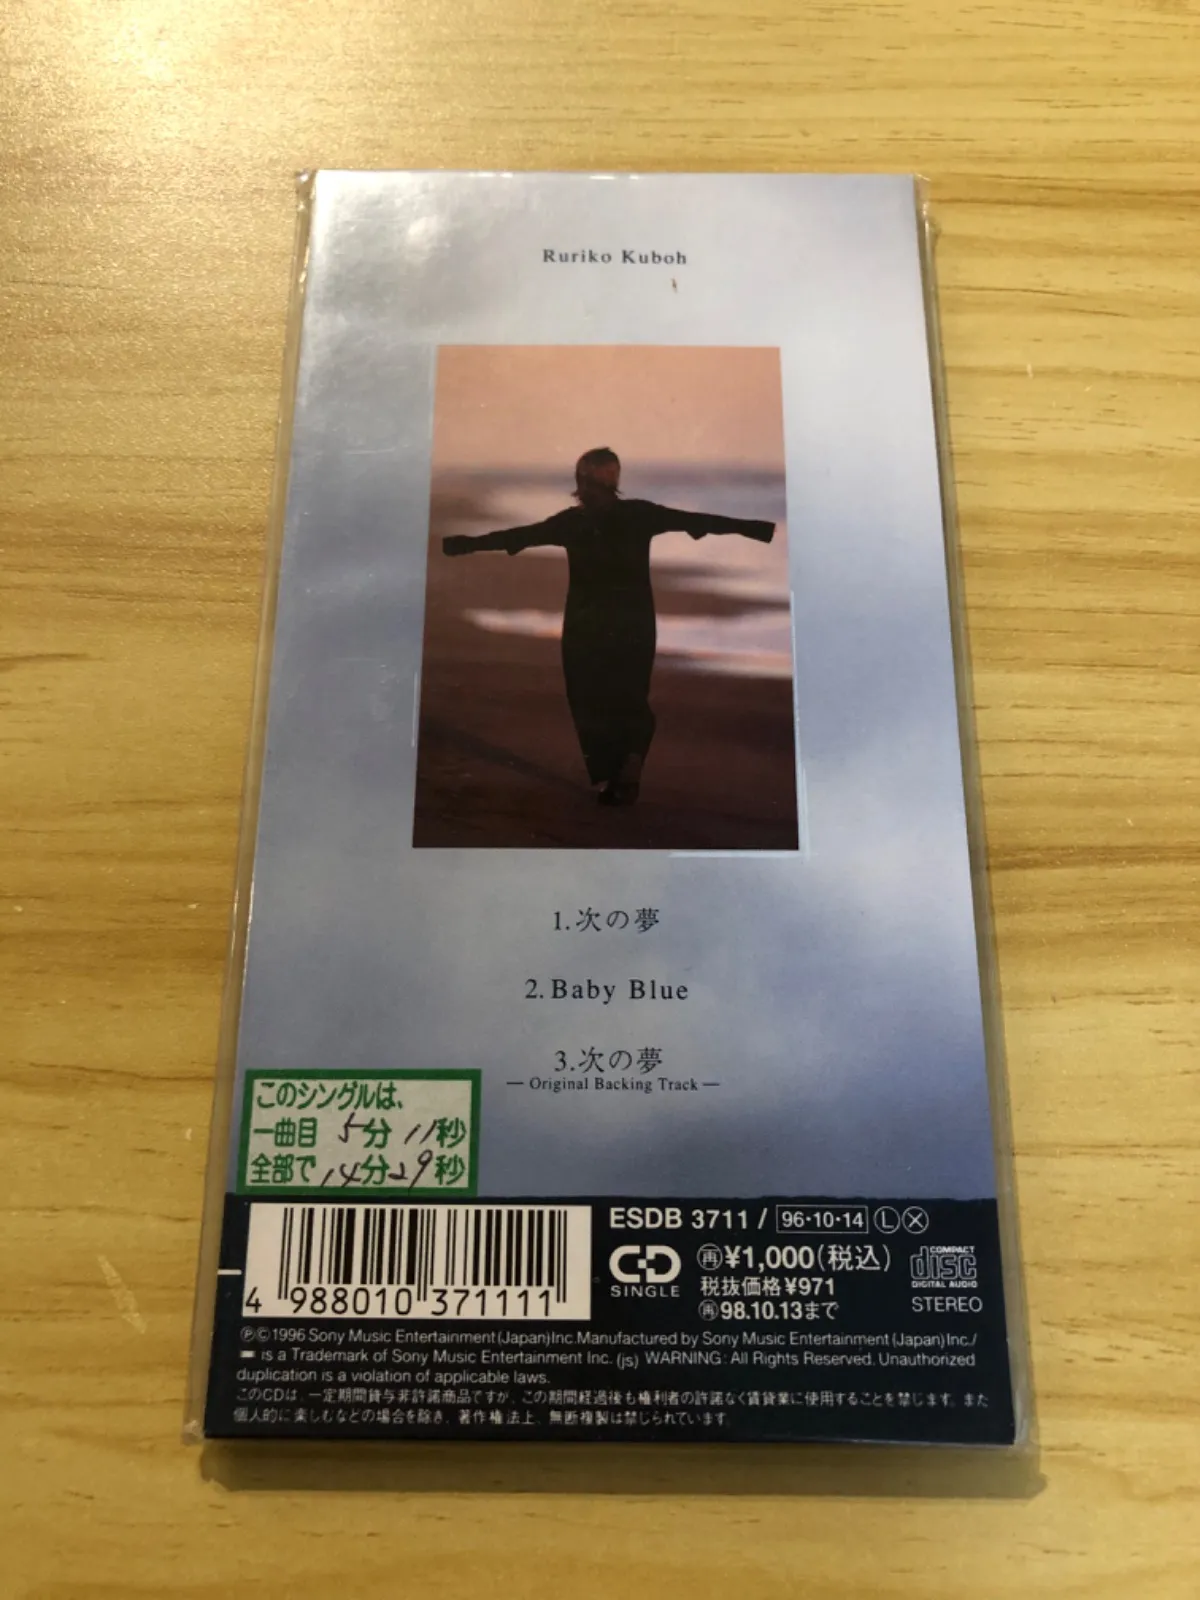 Ruriko Kuboh
1.次の夢
2.Baby Blue
3.次の夢
— Original Backing Track —
このシングルは、
一曲目 5分 11秒
全部で 14分29秒
ESDB 3711 / 96·10·14 Ⓛ Ⓧ
CD SINGLE
㊢¥1,000(税込)
税抜価格¥971
98.10.13まで
COMPACT
disc
DIGITAL AUDIO
STEREO
4 988010 371111
Ⓟ©1996 Sony Music Entertainment (Japan) Inc. Manufactured by Sony Music Entertainment (Japan) Inc./
is a Trademark of Sony Music Entertainment Inc. (js) WARNING: All Rights Reserved. Unauthorized
duplication is a violation of applicable laws.
このCDは、一定期間貸与非許諾商品ですが、この期間経過後も権利者の許諾なく賃貸業に使用することを禁じます。また
個人的に楽しむなどの場合を除き、著作権法上、無断複製は禁じられています。